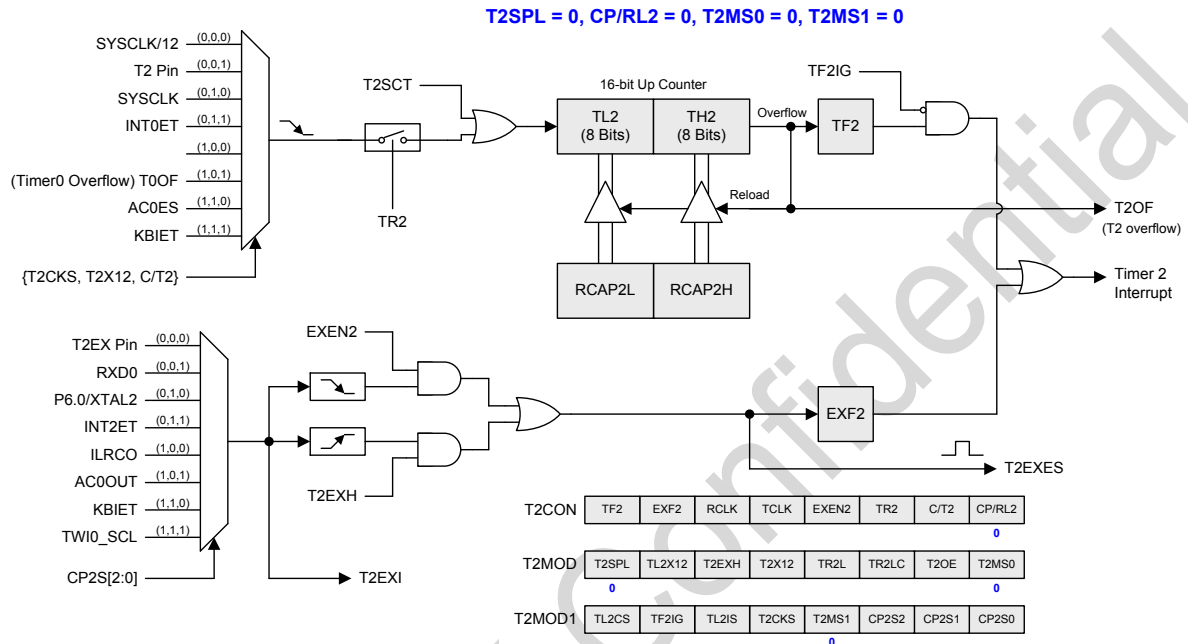 T2SPL = 0, CP/RL2 = 0, T2MS0 = 0, T2MS1 = 0
SYSCLK/12 (0,0,0)
T2 Pin (0,0,1)
SYSCLK (0,1,0)
INT0ET (0,1,1)
(1,0,0)
(Timer0 Overflow) T0OF (1,0,1)
AC0ES (1,1,0)
KBIET (1,1,1)
{T2CKS, T2X12, C/T2}
TR2
T2SCT
16-bit Up Counter
TL2
(8 Bits)
TH2
(8 Bits)
Overflow
TF2
TF2IG
Reload
RCAP2L
RCAP2H
T2OF
(T2 overflow)
Timer 2
Interrupt
T2EX Pin (0,0,0)
RXD0 (0,0,1)
P6.0/XTAL2 (0,1,0)
INT2ET (0,1,1)
ILRCO (1,0,0)
AC0OUT (1,0,1)
KBIET (1,1,0)
TWI0_SCL (1,1,1)
CP2S[2:0]
EXEN2
T2EXH
T2EXI
EXF2
T2EXES
T2CON TF2 EXF2 RCLK TCLK EXEN2 TR2 C/T2 CP/RL2
0
T2MOD T2SPL TL2X12 T2EXH T2X12 TR2L TR2LC T2OE T2MS0
0 0
T2MOD1 TL2CS TF2IG TL2IS T2CKS T2MS1 CP2S2 CP2S1 CP2S0
0
Confidential